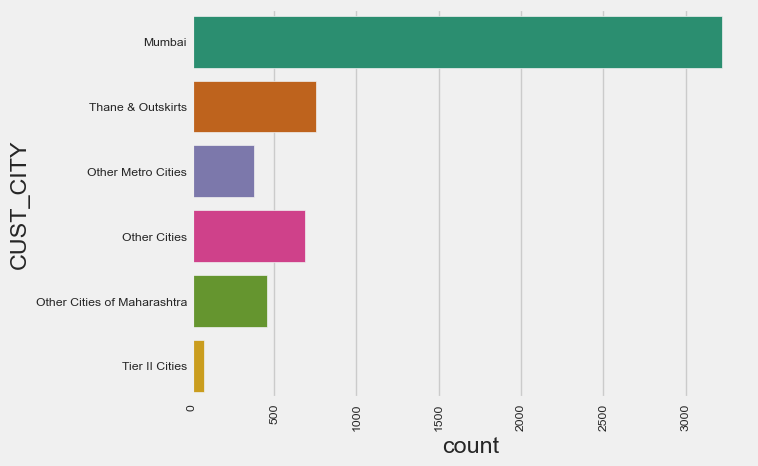 CUST_CITY
Mumbai
Thane & Outskirts
Other Metro Cities
Other Cities
Other Cities of Maharashtra
Tier II Cities
0
500
1000
1500
2000
2500
3000
count